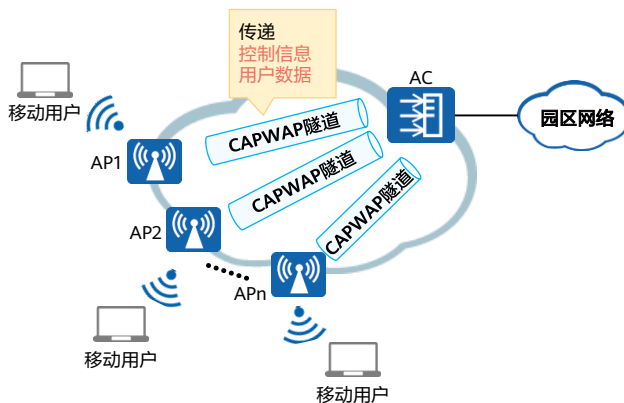 传递
控制信息
用户数据
AC
移动用户
CAPWAP隧道
园区网络
AP1
CAPWAP隧道
CAPWAP隧道
AP2
APn
移动用户
移动用户